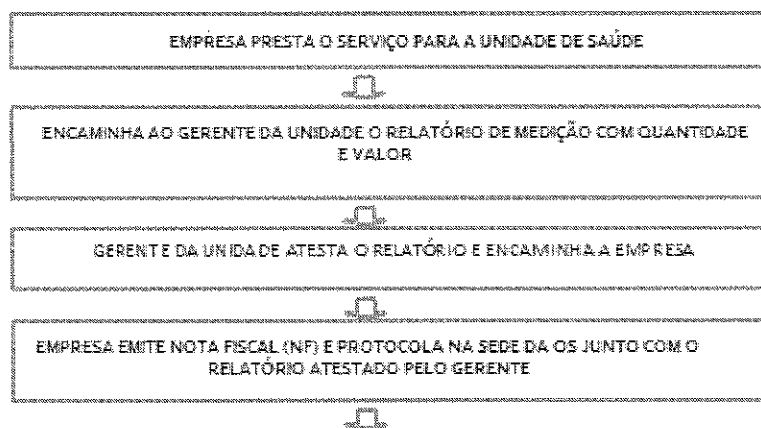 EMPRESA PRESTA O SERVIÇO PARA A UNIDADE DE SAÚDE
ENCAMINHA AO GERENTE DA UNIDADE O RELATÓRIO DE MEDIÇÃO COM QUANTIDADE
E VALOR
GERENTE DA UNIDADE ATESTA O RELATÓRIO E ENCAMINHA A EMPRESA
EMPRESA EMITE NOTA FISCAL (NF) E PROTOCOLA NA SEDE DA OS JUNTO COM O
RELATÓRIO ATESTADO PELO GERENTE